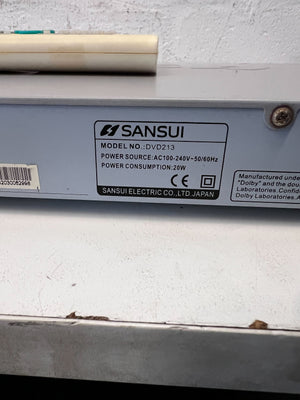 SANSUI
MODEL NO.:DVD213
POWER SOURCE:AC100-240V~50/60Hz
POWER CONSUMPTION:20W
CE
SANSUI ELECTRIC CO.,LTD.JAPAN
Manufactured under
"Dolby" and the dou
Laboratories.Confid
Dolby Laboratories.A